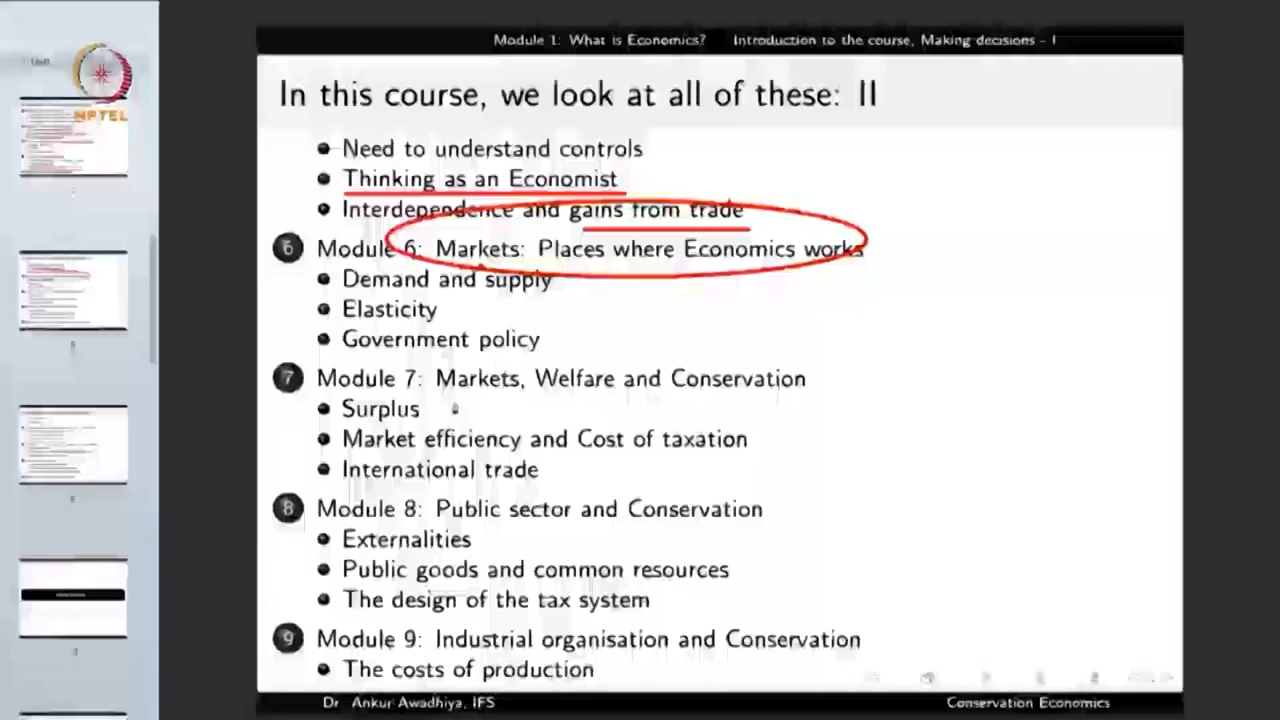 Module 1: What is Economics? Introduction to the course, Making decisions - I
NPTEL
In this course, we look at all of these: II
Need to understand controls
Thinking as an Economist
Interdependence and gains from trade
6 Module 6: Markets: Places where Economics works
Demand and supply
Elasticity
Government policy
7 Module 7: Markets, Welfare and Conservation
Surplus
Market efficiency and Cost of taxation
International trade
8 Module 8: Public sector and Conservation
Externalities
Public goods and common resources
The design of the tax system
9 Module 9: Industrial organisation and Conservation
The costs of production
Dr Ankur Awadhiya, IFS
Conservation Economics